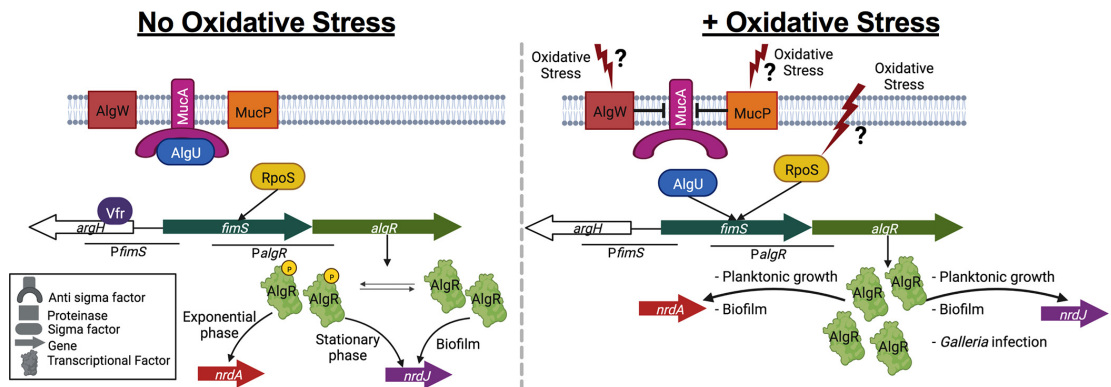 No Oxidative Stress
AlgW
MucA
MucP
AlgU
RpoS
Vfr
argH
fimS
algR
PfimS
PalgR
P
P
AlgR
AlgR
AlgR
AlgR
Exponential
phase
Stationary
phase
Biofilm
nrdA
nrdJ
Anti sigma factor
Proteinase
Sigma factor
Gene
Transcriptional Factor
+ Oxidative Stress
Oxidative
Stress
?
?
Oxidative
Stress
Oxidative
Stress
?
AlgW
MucA
MucP
AlgU
RpoS
argH
fimS
algR
PfimS
PalgR
- Planktonic growth
- Biofilm
nrdA
AlgR
AlgR
AlgR
AlgR
- Planktonic growth
- Biofilm
- Galleria infection
nrdJ